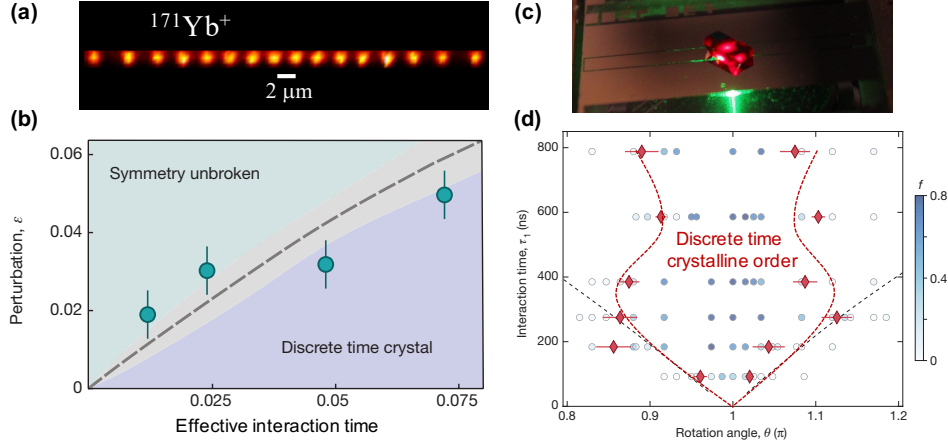 (a)
171Yb+
2 μm
(b)
0.06
0.04
0.02
0
Perturbation, ε
Symmetry unbroken
Discrete time crystal
0.025
0.05
0.075
Effective interaction time
(c)
(d)
800
600
400
200
0
Interaction time, τ1 (ns)
Discrete time
crystalline order
0.8
0.9
1
1.1
1.2
Rotation angle, θ (π)
f
0.8
0.4
0